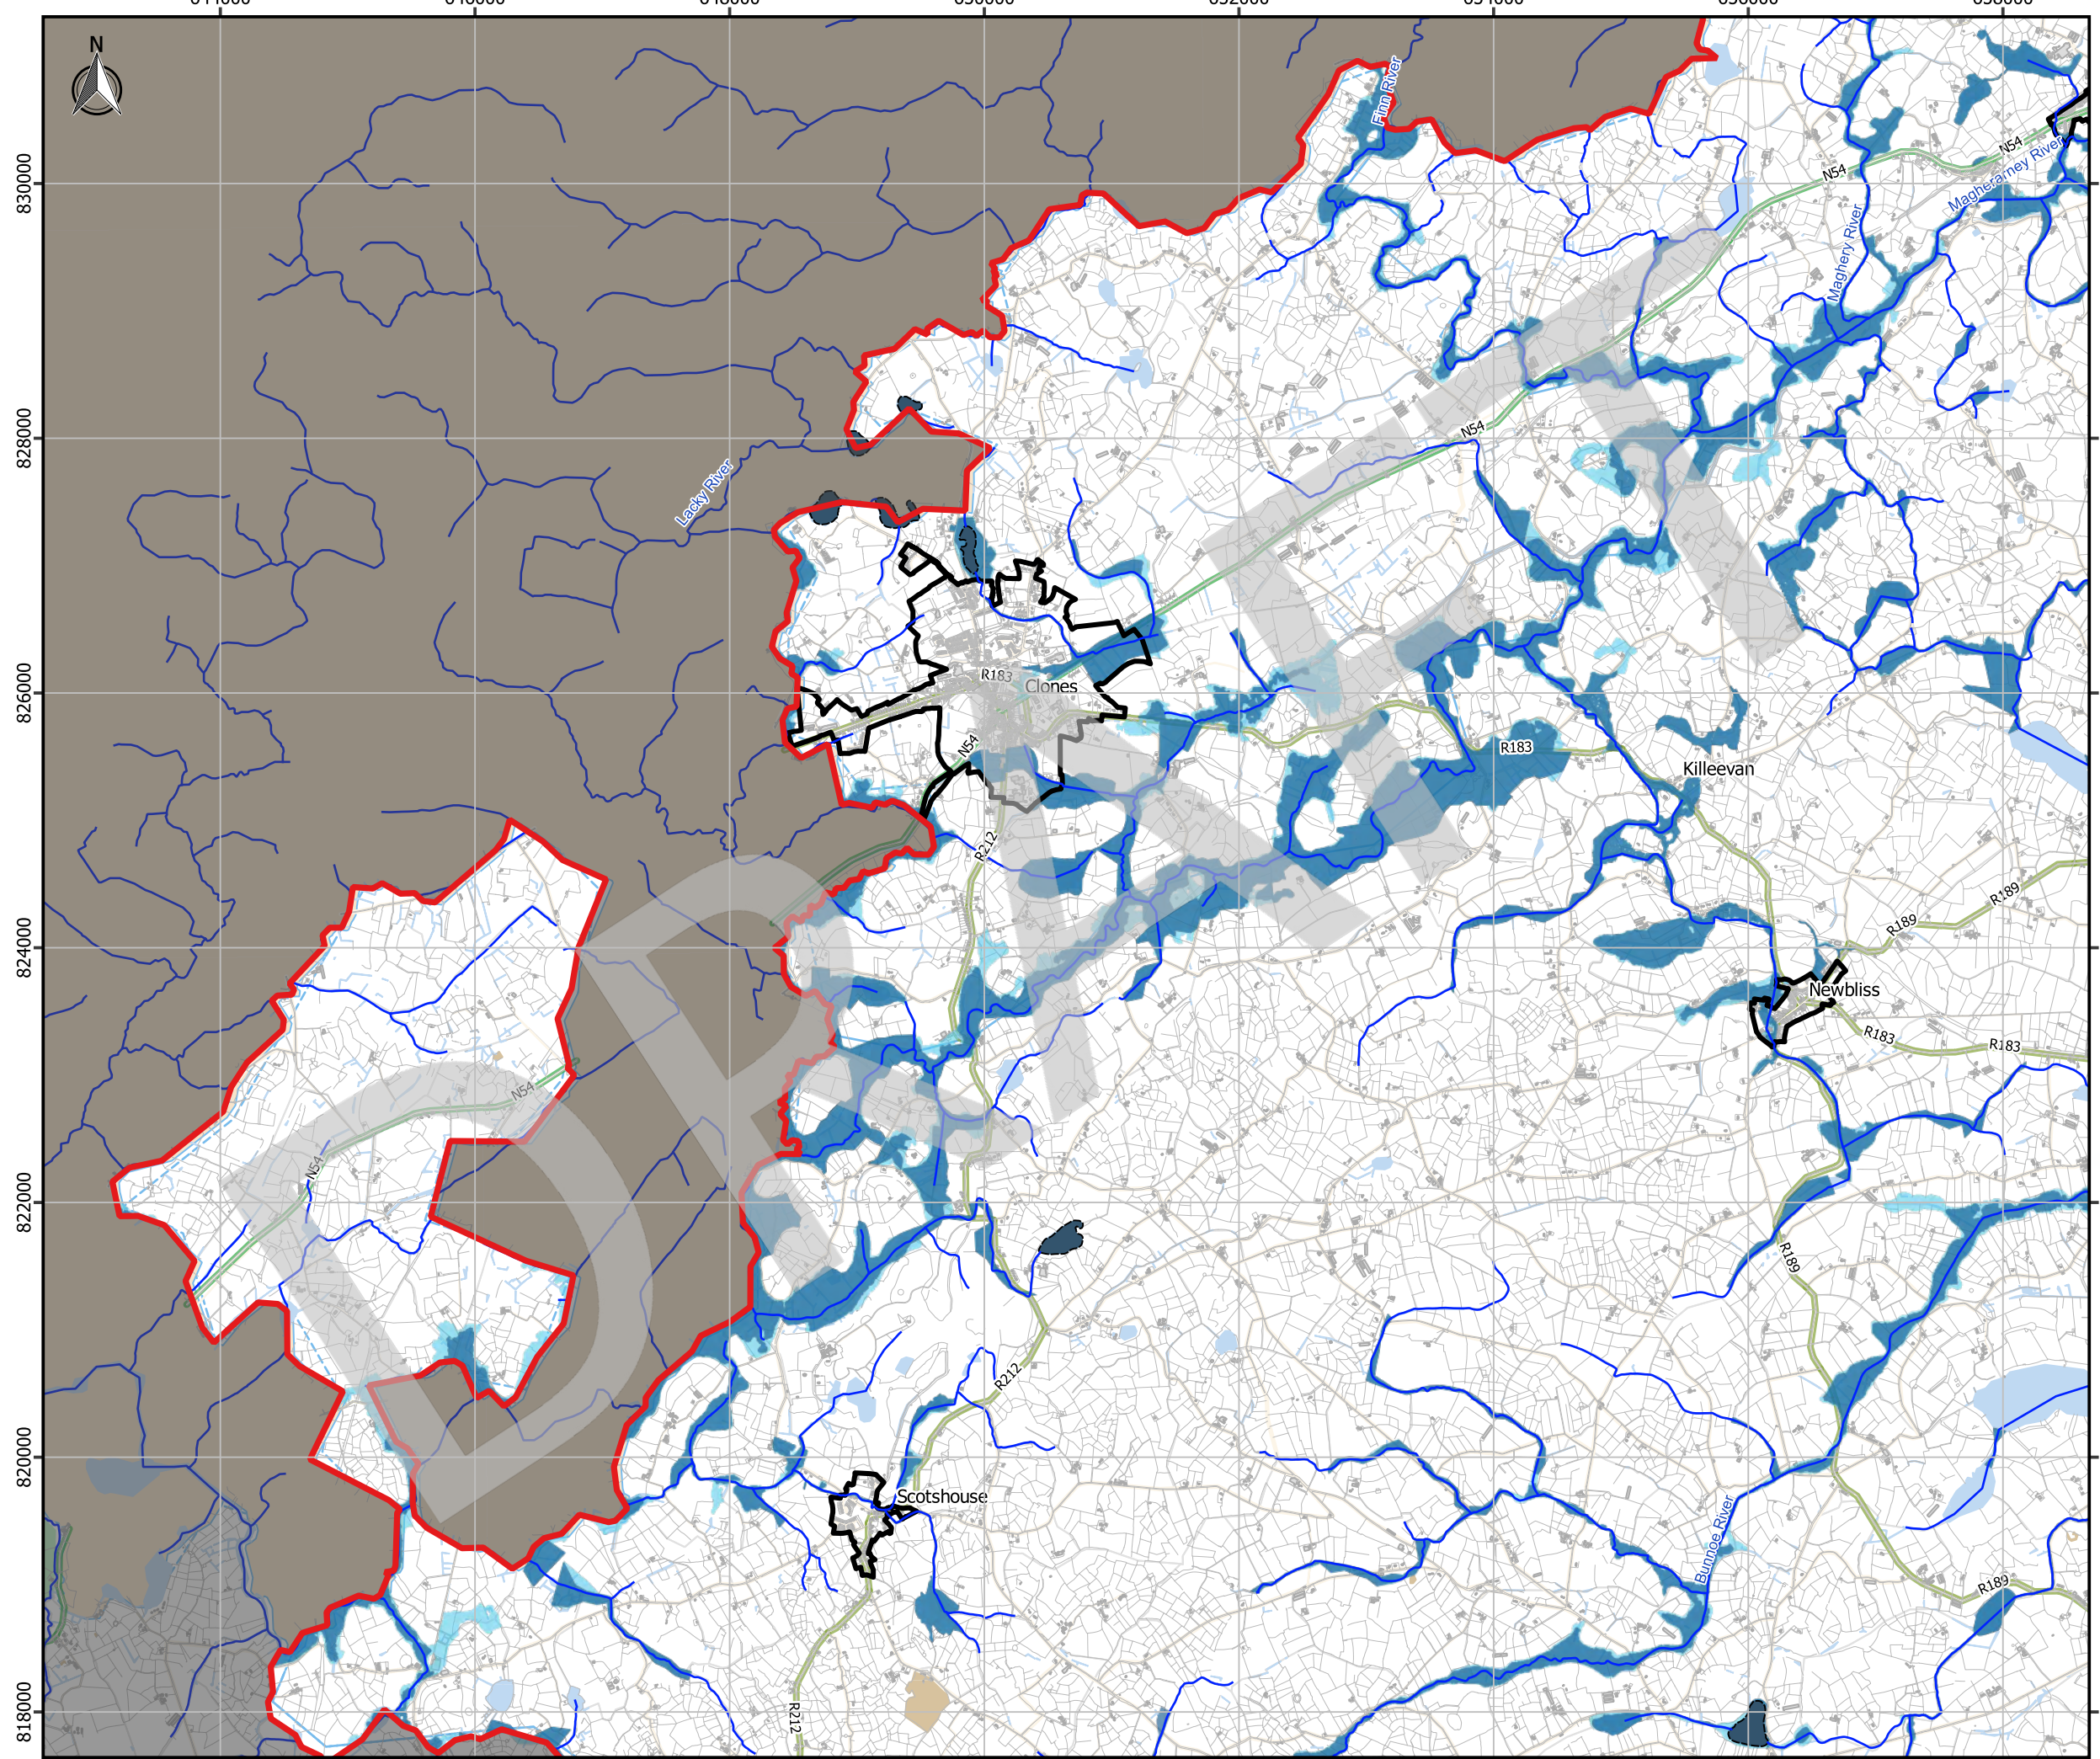 N
830000
828000
826000
824000
822000
820000
818000
Finn River
N54
N54
Magherarney River
Maghery River
N54
Lacky River
R183
Clones
N54
R183
Killeevan
R212
R189
R189
Newbliss
R183
R183
N54
N54
R189
R212
Scotshouse
Bunnoe River
R189
R212
DRAFT